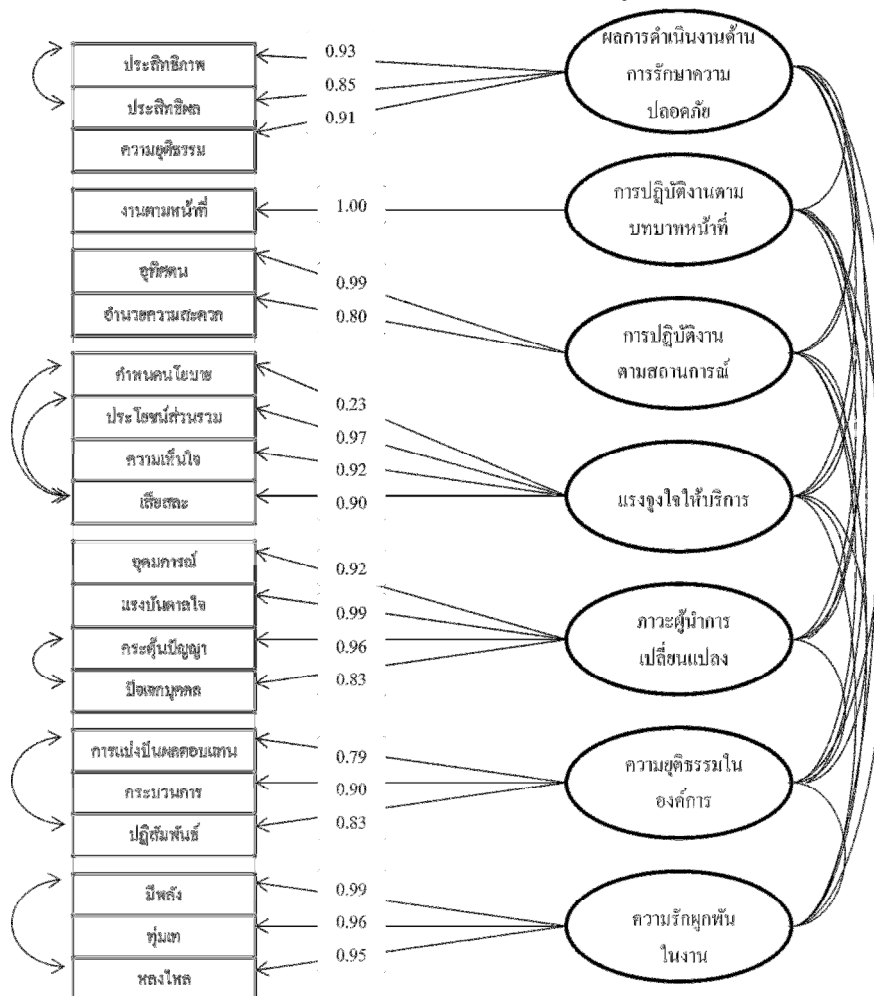 ผลการดำเนินงานด้าน
การรักษาความ
ปลอดภัย
ประสิทธิภาพ
0.93
ประสิทธิผล
0.85
ความยุติธรรม
0.91
งานตามหน้าที่
1.00
การปฏิบัติงานตาม
บทบาทหน้าที่
อุทิศตน
0.99
อำนวยความสะดวก
0.80
การปฏิบัติงาน
ตามสถานการณ์
กำหนดนโยบาย
0.23
ประโยชน์ส่วนรวม
0.97
ความเห็นใจ
0.92
เสียสละ
0.90
แรงจูงใจให้บริการ
อุดมการณ์
0.92
แรงบันดาลใจ
0.99
กระตุ้นปัญญา
0.96
ปัจเจกบุคคล
0.83
ภาวะผู้นำการ
เปลี่ยนแปลง
การแบ่งปันผลตอบแทน
0.79
กระบวนการ
0.90
ปฏิสัมพันธ์
0.83
ความยุติธรรมใน
องค์การ
มีพลัง
0.99
ทุ่มเท
0.96
หลงใหล
0.95
ความรักผูกพัน
ในงาน